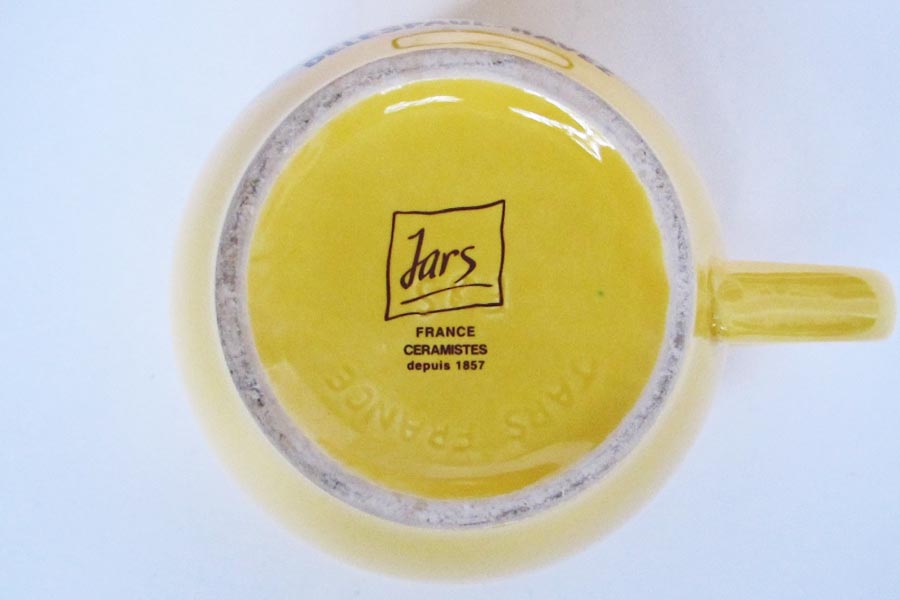 Jars
FRANCE
CERAMISTES
depuis 1857
JARS FRANCE